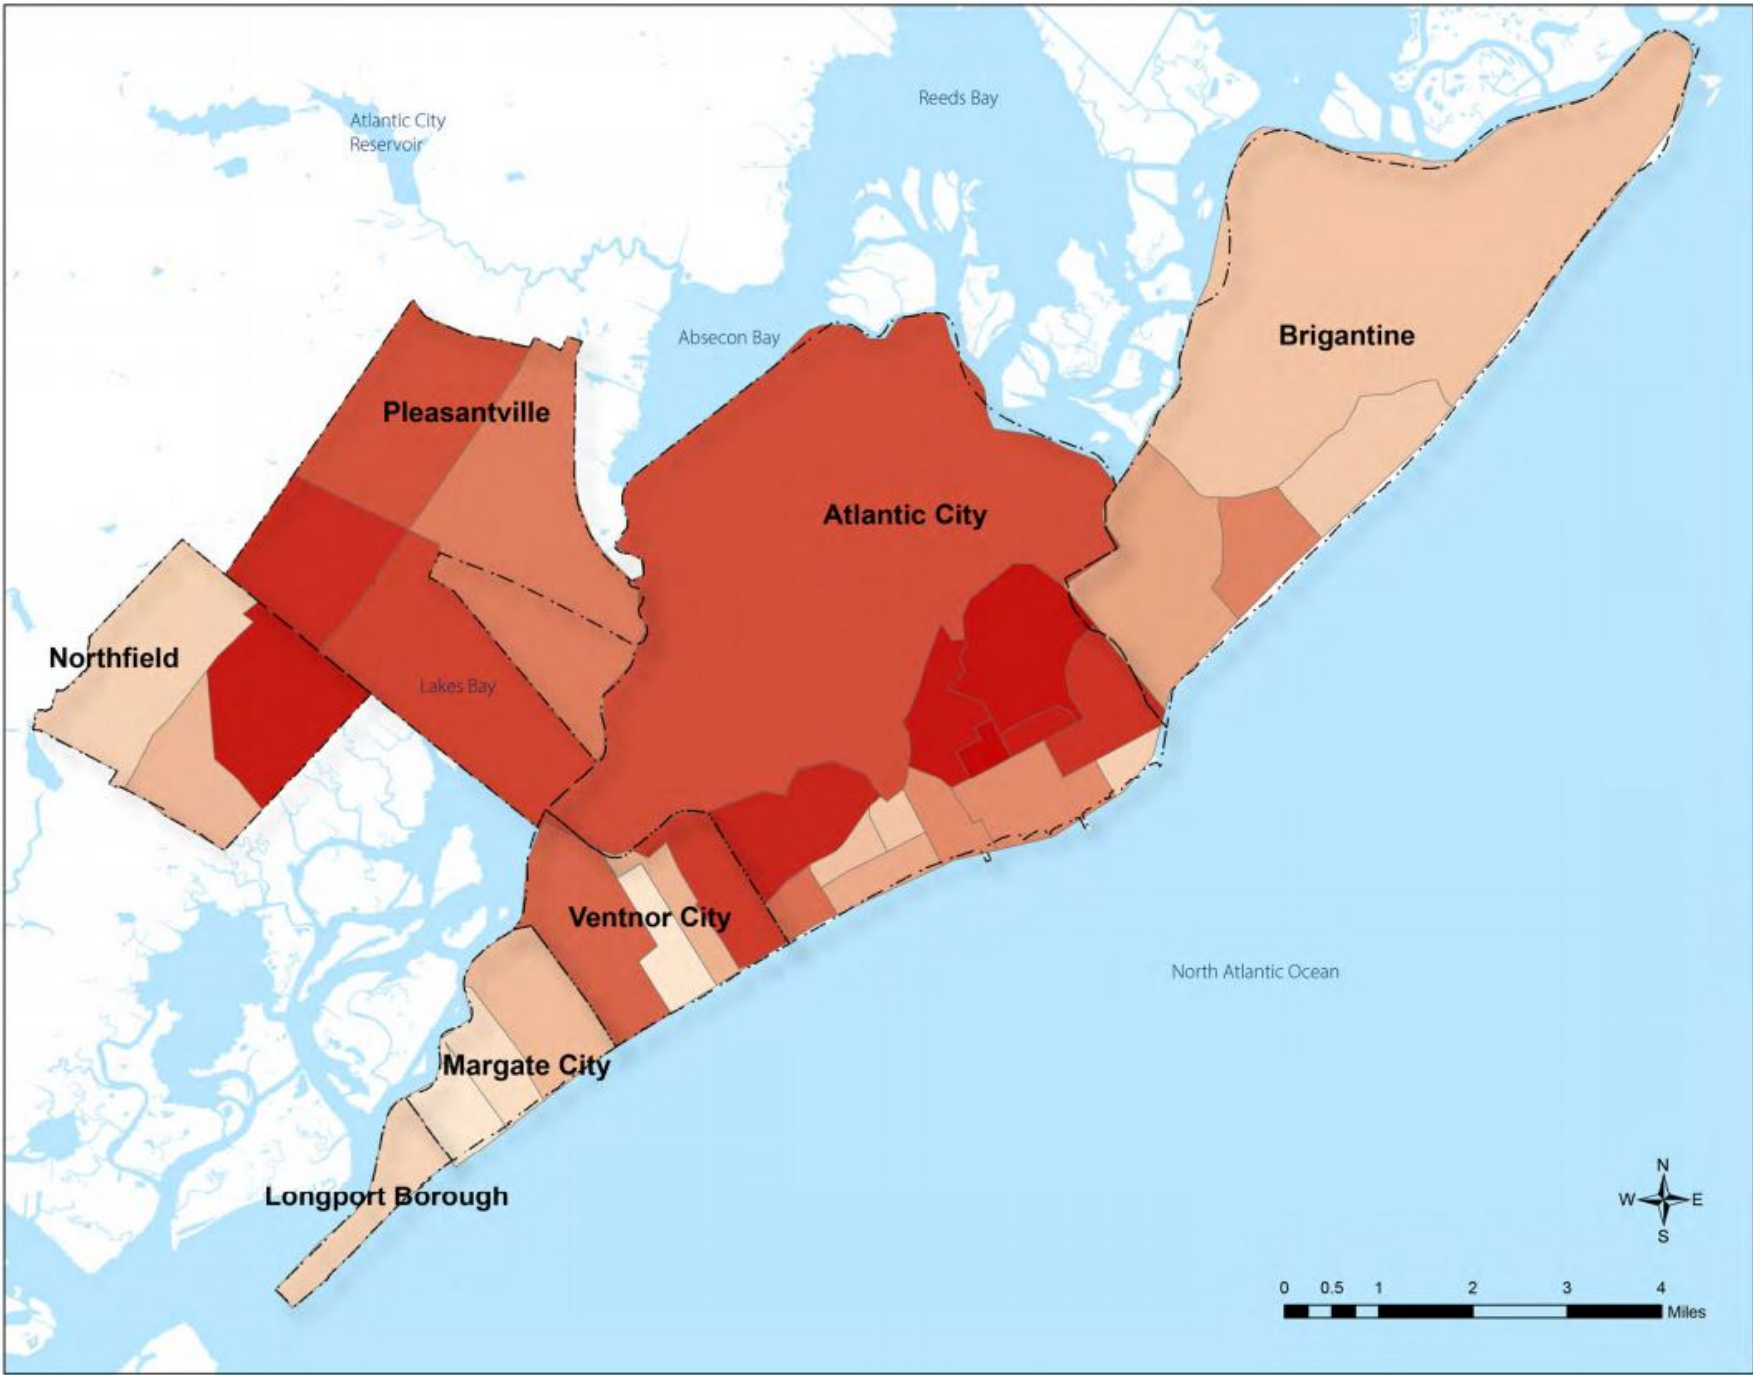 Reeds Bay
Atlantic City
Reservoir
Absecon Bay
Brigantine
Pleasantville
Atlantic City
Northfield
Lakes Bay
Ventnor City
North Atlantic Ocean
Margate City
Longport Borough
N
W E
S
0 0.5 1 2 3 4
Miles